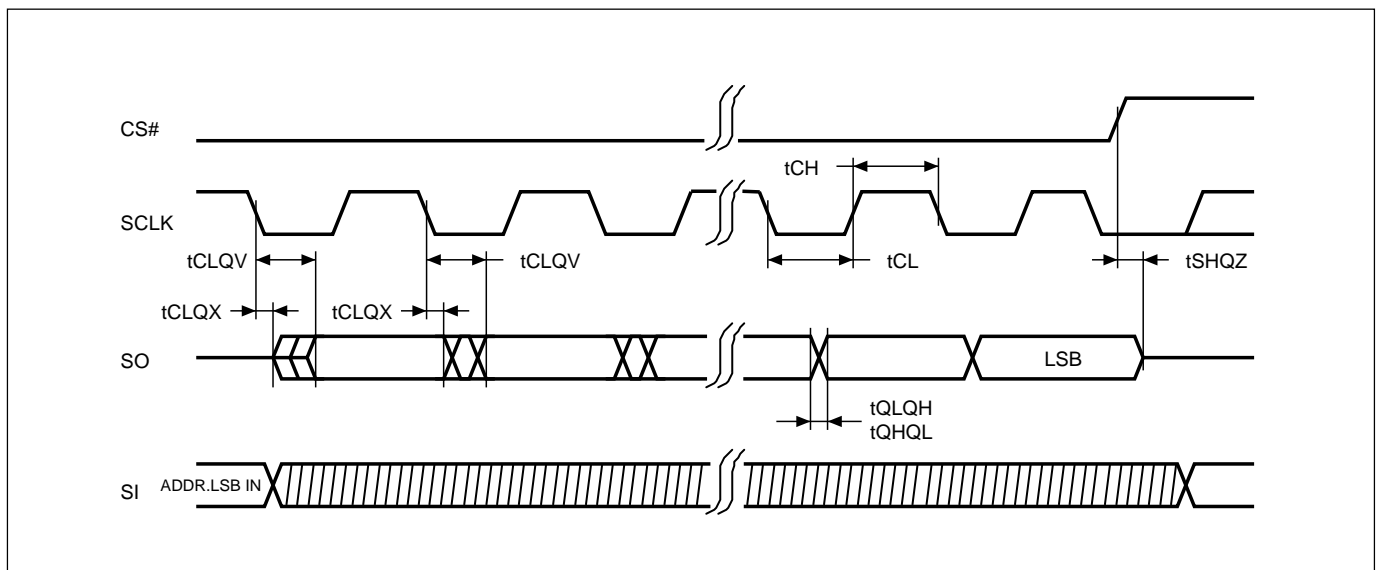 CS#
tCH
SCLK
tCLQV
tCLQV
tCL
tSHQZ
tCLQX
tCLQX
SO
LSB
tQLQH
tQHQL
SI
ADDR.LSB IN